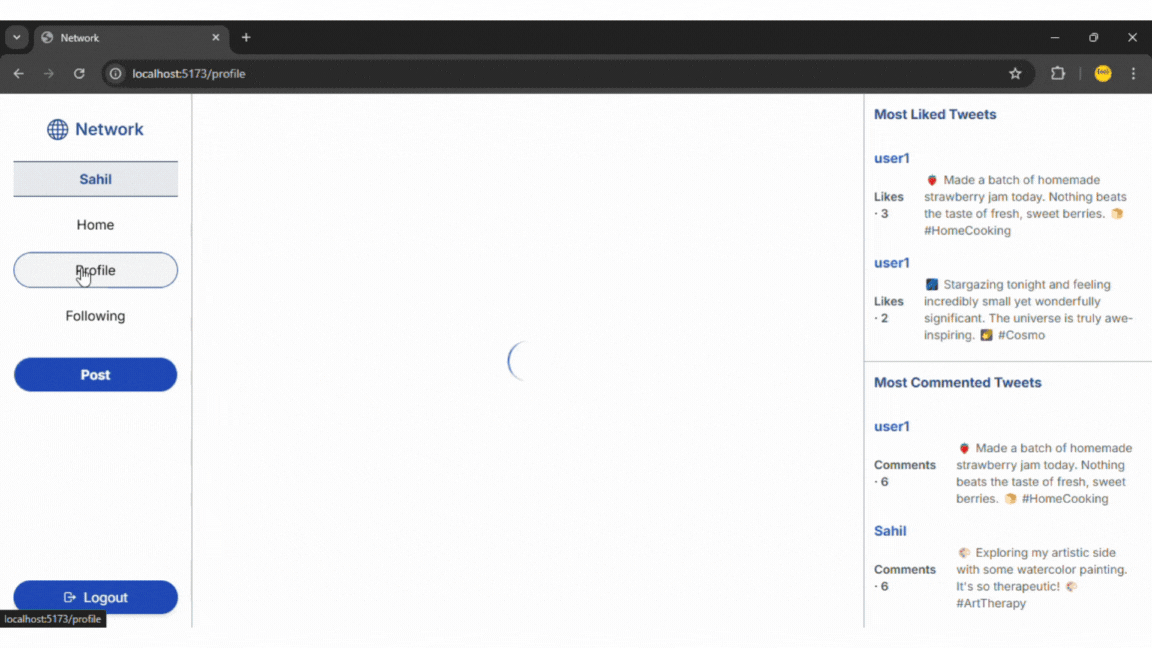 Network
localhost:5173/profile
Network
Sahil
Home
Profile
Following
Post
Logout
localhost:5173/profile
Most Liked Tweets
user1
Likes
· 3
🍓 Made a batch of homemade
strawberry jam today. Nothing beats
the taste of fresh, sweet berries. 🍞
#HomeCooking
user1
Likes
· 2
🌌 Stargazing tonight and feeling
incredibly small yet wonderfully
significant. The universe is truly awe-
inspiring. 🌠 #Cosmo
Most Commented Tweets
user1
Comments
· 6
🍓 Made a batch of homemade
strawberry jam today. Nothing
beats the taste of fresh, sweet
berries. 🍞 #HomeCooking
Sahil
Comments
· 6
🎨 Exploring my artistic side
with some watercolor painting.
It's so therapeutic! 🎨
#ArtTherapy